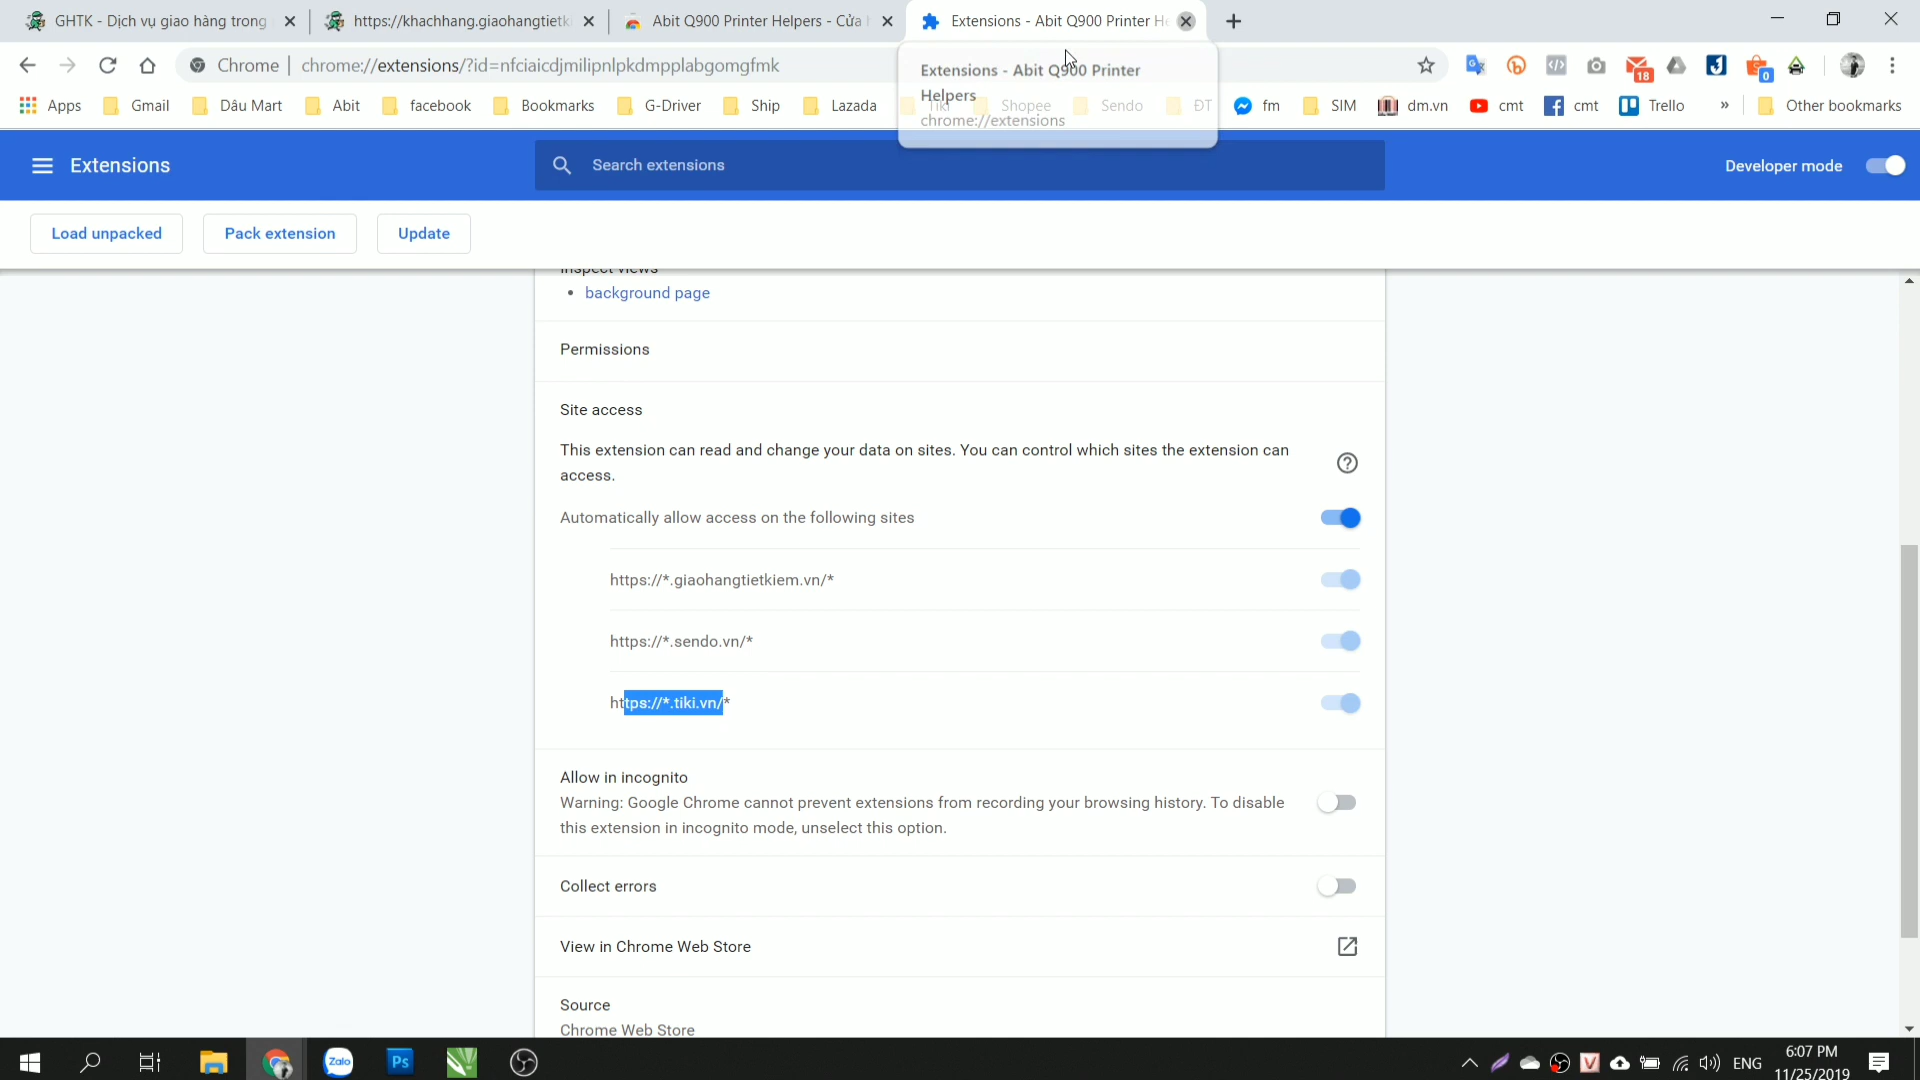 GHTK - Dịch vụ giao hàng trong
https://khachhang.giaohangtietk
Abit Q900 Printer Helpers - Cửa
Extensions - Abit Q900 Printer He
Chrome | chrome://extensions/?id=nfciaicdjmilipnlpkdmpplabgomgfmk
18
0
Extensions - Abit Q900 Printer
Helpers
chrome://extensions
Apps Gmail Dâu Mart Abit facebook Bookmarks G-Driver Ship Lazada Tiki Shopee Sendo ĐT fm SIM dm.vn cmt cmt Trello » Other bookmarks
Extensions
Search extensions
Developer mode
Load unpacked
Pack extension
Update
Inspect views
• background page
Permissions
Site access
This extension can read and change your data on sites. You can control which sites the extension can
access.
Automatically allow access on the following sites
https://*.giaohangtietkiem.vn/*
https://*.sendo.vn/*
https://*.tiki.vn/*
Allow in incognito
Warning: Google Chrome cannot prevent extensions from recording your browsing history. To disable
this extension in incognito mode, unselect this option.
Collect errors
View in Chrome Web Store
Source
Chrome Web Store
Zalo
Ps
ENG
6:07 PM
11/25/2019